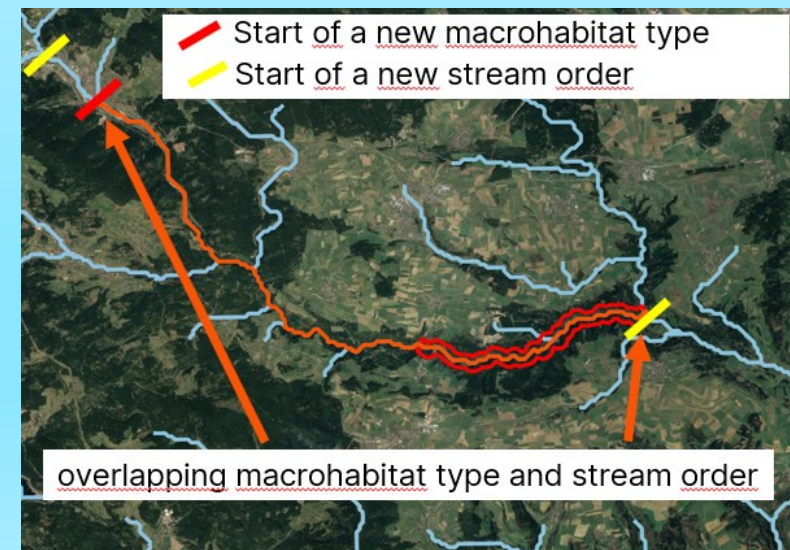 Start of a new macrohabitat type
Start of a new stream order
overlapping macrohabitat type and stream order